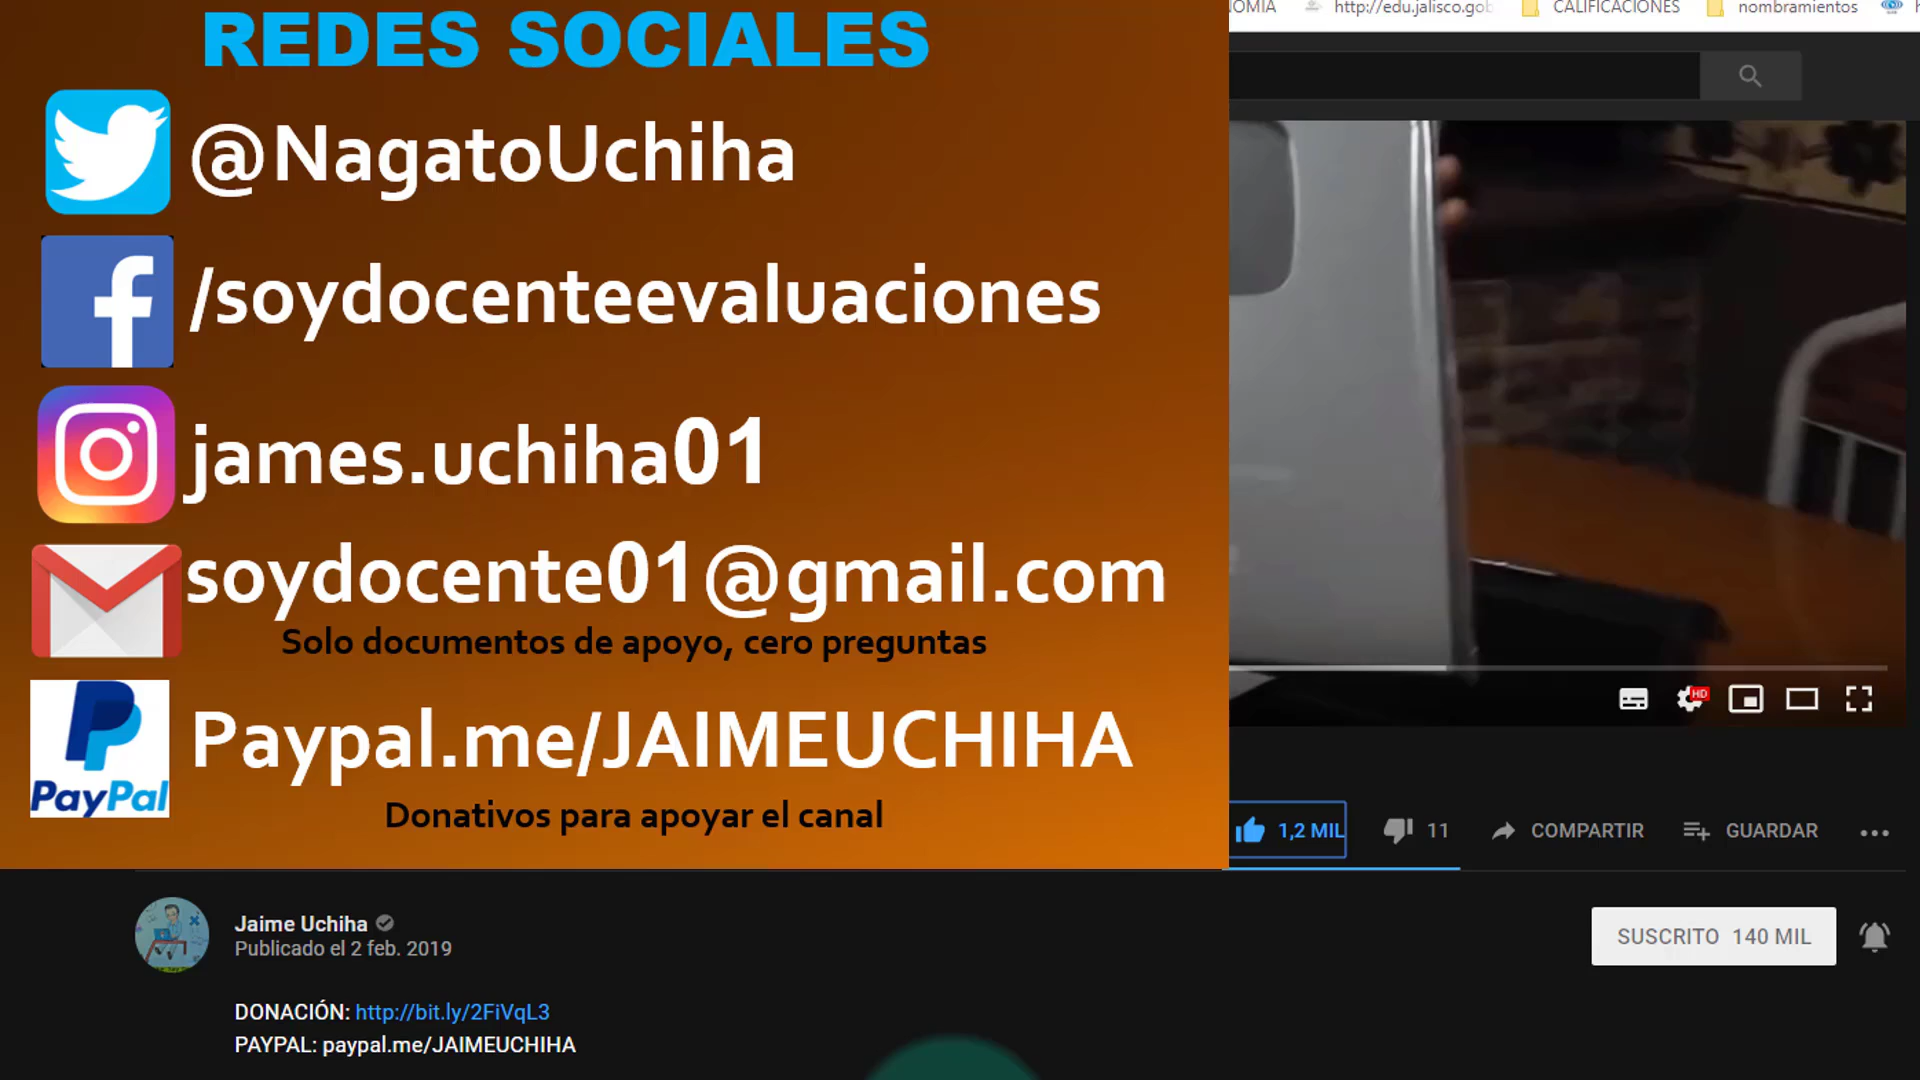 REDES SOCIALES
@NagatoUchiha
/soydocenteevaluaciones
james.uchiha01
soydocente01@gmail.com
Solo documentos de apoyo, cero preguntas
PayPal
Paypal.me/JAIMEUCHIHA
Donativos para apoyar el canal
http://edu.jalisco.gob CALIFICACIONES nombramientos
HD
1,2 MIL 11 COMPARTIR GUARDAR
Jaime Uchiha
Publicado el 2 feb. 2019
SUSCRITO 140 MIL
DONACIÓN: http://bit.ly/2FiVqL3
PAYPAL: paypal.me/JAIMEUCHIHA